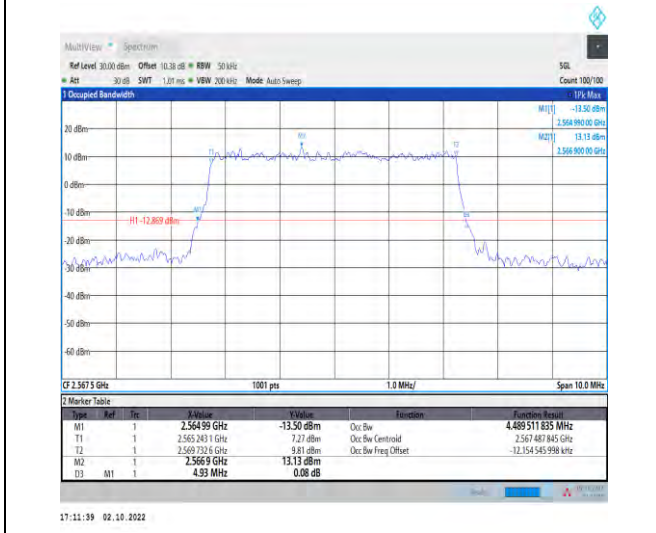 MultiView Spectrum
Ref Level 30.00 dBm Offset 10.38 dB RBW 50 kHz SGL
Att 30 dB SWT 1.01 ms VBW 200 kHz Mode Auto Sweep Count 100/100
1 Occupied Bandwidth 1Pk Max
M1[1] -13.50 dBm
2.564 990 00 GHz
M2[1] 13.13 dBm
2.566 900 00 GHz
20 dBm
M2
T1
T2
10 dBm
0 dBm
-10 dBm
M1
D3
H1 -12.869 dBm
-20 dBm
-30 dBm
-40 dBm
-50 dBm
-60 dBm
CF 2.567 5 GHz 1001 pts 1.0 MHz/ Span 10.0 MHz
2 Marker Table
Type Ref Trc X-Value Y-Value Function Function Result
M1 1 2.564 99 GHz -13.50 dBm Occ Bw 4.489 511 835 MHz
T1 1 2.565 243 1 GHz 7.27 dBm Occ Bw Centroid 2.567 487 845 GHz
T2 1 2.569 732 6 GHz 9.81 dBm Occ Bw Freq Offset -12.154 545 998 kHz
M2 1 2.566 9 GHz 13.13 dBm
D3 M1 1 4.93 MHz 0.08 dB
17:11:39 02.10.2022